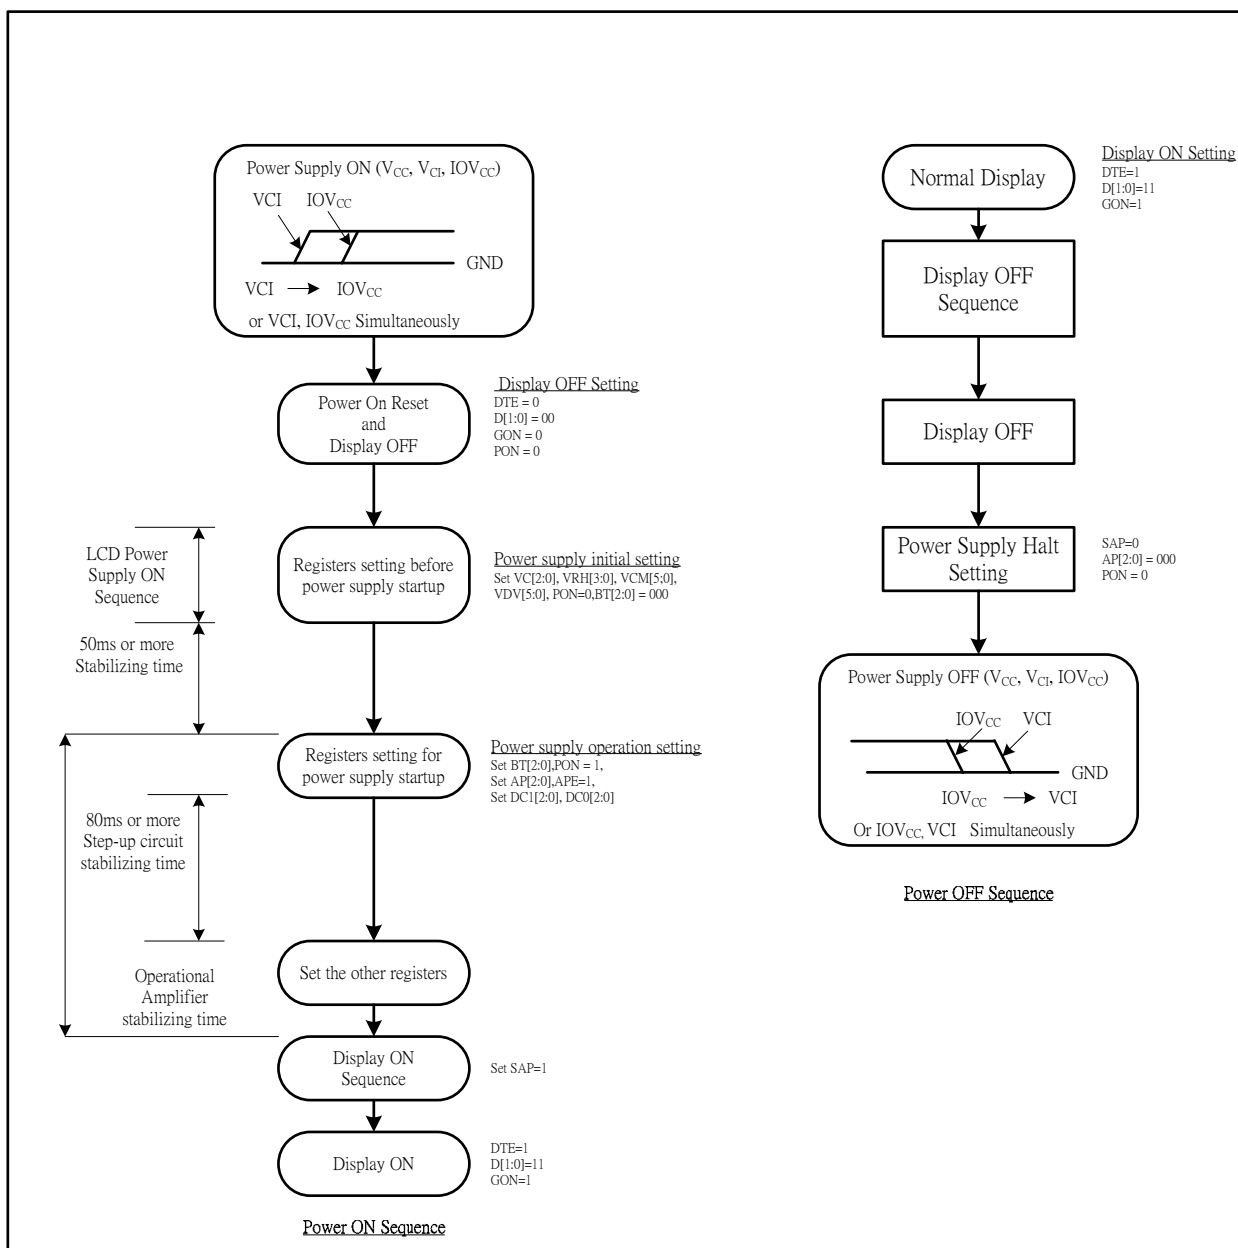 Power Supply ON (VCC, VCI, IOVCC)
VCI IOVCC
GND
VCI IOVCC
or VCI, IOVCC Simultaneously
Power On Reset
and
Display OFF
Display OFF Setting
DTE = 0
D[1:0] = 00
GON = 0
PON = 0
LCD Power
Supply ON
Sequence
Registers setting before
power supply startup
Power supply initial setting
Set VC[2:0], VRH[3:0], VCM[5;0],
VDV[5:0], PON=0,BT[2:0] = 000
50ms or more
Stabilizing time
Registers setting for
power supply startup
Power supply operation setting
Set BT[2:0],PON = 1,
Set AP[2:0],APE=1,
Set DC1[2:0], DC0[2:0]
80ms or more
Step-up circuit
stabilizing time
Set the other registers
Operational
Amplifier
stabilizing time
Display ON
Sequence
Set SAP=1
Display ON
DTE=1
D[1:0]=11
GON=1
Power ON Sequence
Normal Display
Display ON Setting
DTE=1
D[1:0]=11
GON=1
Display OFF
Sequence
Display OFF
Power Supply Halt
Setting
SAP=0
AP[2:0] = 000
PON = 0
Power Supply OFF (VCC, VCI, IOVCC)
IOVCC VCI
GND
IOVCC VCI
Or IOVCC, VCI Simultaneously
Power OFF Sequence